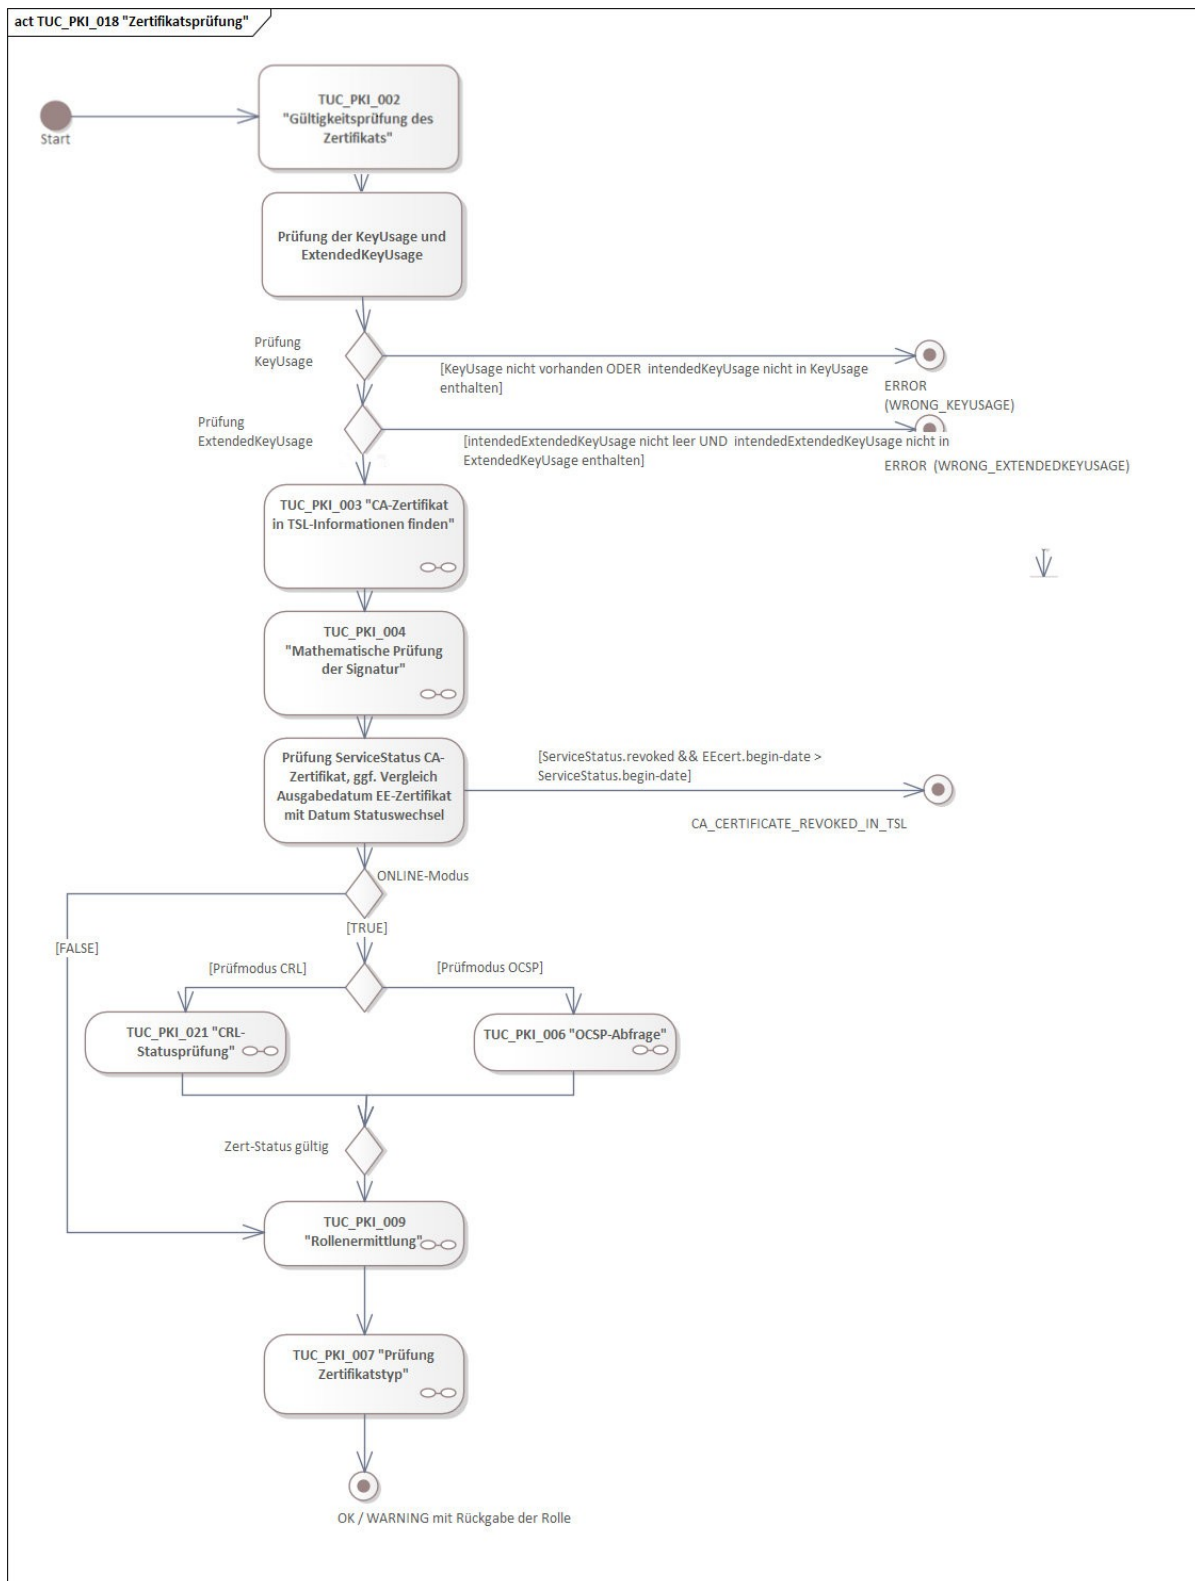 act TUC_PKI_018 "Zertifikatsprüfung"
TUC_PKI_002
"Gültigkeitsprüfung des
Zertifikats"
Start
Prüfung der KeyUsage und
ExtendedKeyUsage
Prüfung
KeyUsage
[KeyUsage nicht vorhanden ODER intendedKeyUsage nicht in KeyUsage
enthalten]
ERROR
(WRONG_KEYUSAGE)
Prüfung
ExtendedKeyUsage
[intendedExtendedKeyUsage nicht leer UND intendedExtendedKeyUsage nicht in
ExtendedKeyUsage enthalten]
ERROR (WRONG_EXTENDEDKEYUSAGE)
TUC_PKI_003 "CA-Zertifikat
in TSL-Informationen finden"
TUC_PKI_004
"Mathematische Prüfung
der Signatur"
Prüfung ServiceStatus CA-
Zertifikat, ggf. Vergleich
Ausgabedatum EE-Zertifikat
mit Datum Statuswechsel
[ServiceStatus.revoked && EEcert.begin-date >
ServiceStatus.begin-date]
CA_CERTIFICATE_REVOKED_IN_TSL
ONLINE-Modus
[TRUE]
[FALSE]
[Prüfmodus CRL]
[Prüfmodus OCSP]
TUC_PKI_021 "CRL-
Statusprüfung"
TUC_PKI_006 "OCSP-Abfrage"
Zert-Status gültig
TUC_PKI_009
"Rollenermittlung"
TUC_PKI_007 "Prüfung
Zertifikatstyp"
OK / WARNING mit Rückgabe der Rolle